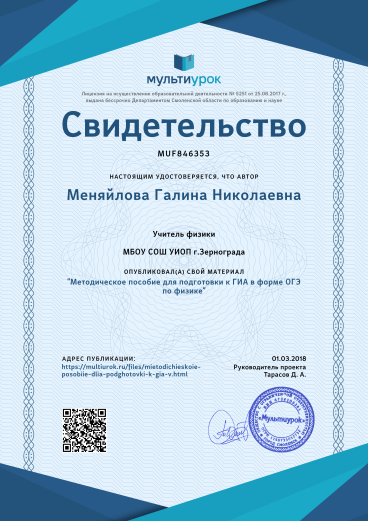 мультиурок
Лицензия на осуществление образовательной деятельности № 5251 от 25.08.2017 г.,
выдана бессрочно Департаментом Смоленской области по образованию и науке
Свидетельство
MUF846353
НАСТОЯЩИМ УДОСТОВЕРЯЕТСЯ, ЧТО АВТОР
Меняйлова Галина Николаевна
Учитель физики
МБОУ СОШ УИОП г.Зернограда
ОПУБЛИКОВАЛ(А) СВОЙ МАТЕРИАЛ
“Методическое пособие для подготовки к ГИА в форме ОГЭ
по физике”
АДРЕС ПУБЛИКАЦИИ:
https://multiurok.ru/files/mietodichieskoie-
posobiie-dlia-podghotovki-k-gia-v.html
01.03.2018
Руководитель проекта
Тарасов Д. А.
«Мультиурок»